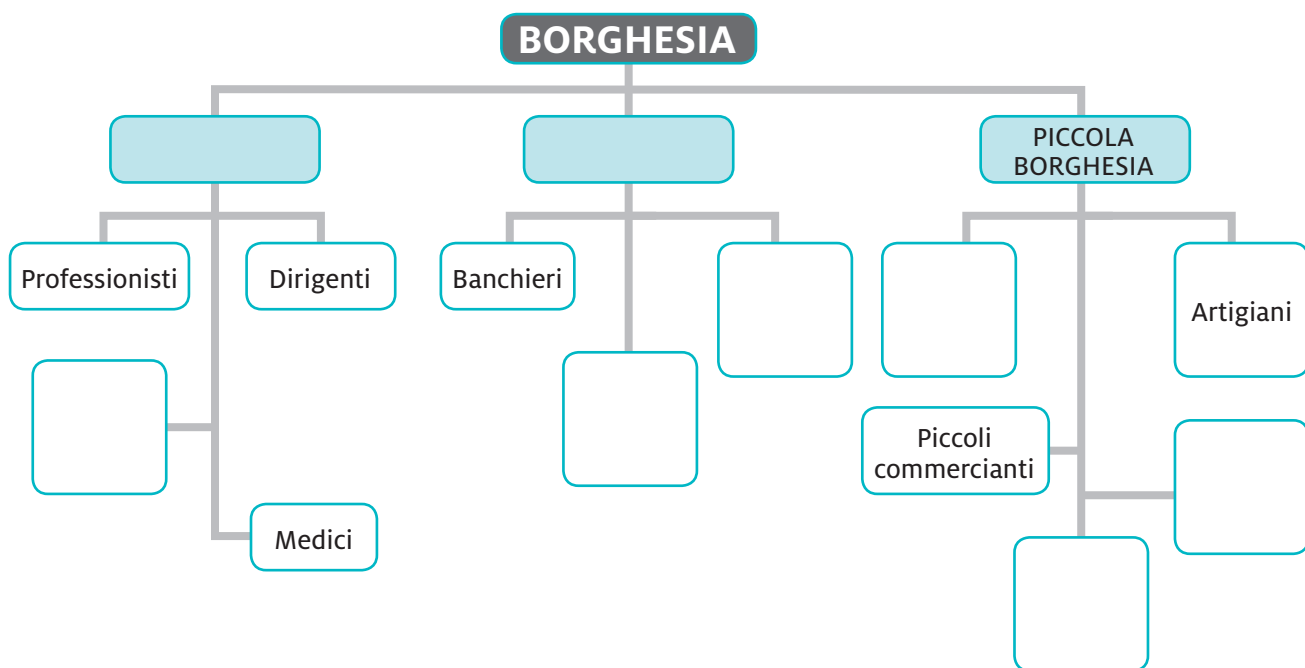 BORGHESIA
PICCOLA
BORGHESIA
Professionisti
Dirigenti
Banchieri
Artigiani
Piccoli
commercianti
Medici